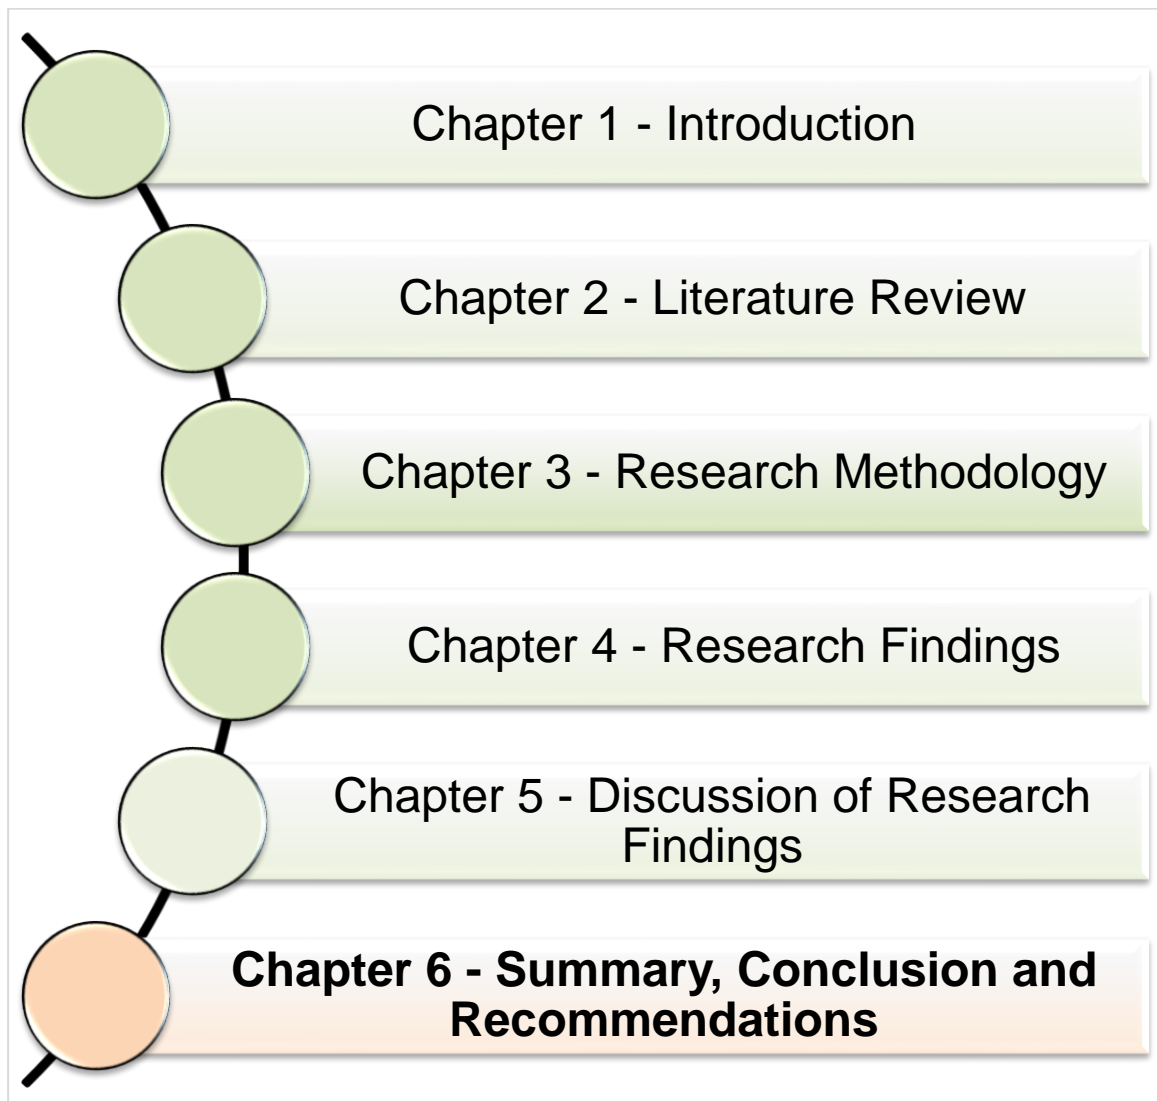 Chapter 1 - Introduction
Chapter 2 - Literature Review
Chapter 3 - Research Methodology
Chapter 4 - Research Findings
Chapter 5 - Discussion of Research
Findings
Chapter 6 - Summary, Conclusion and
Recommendations